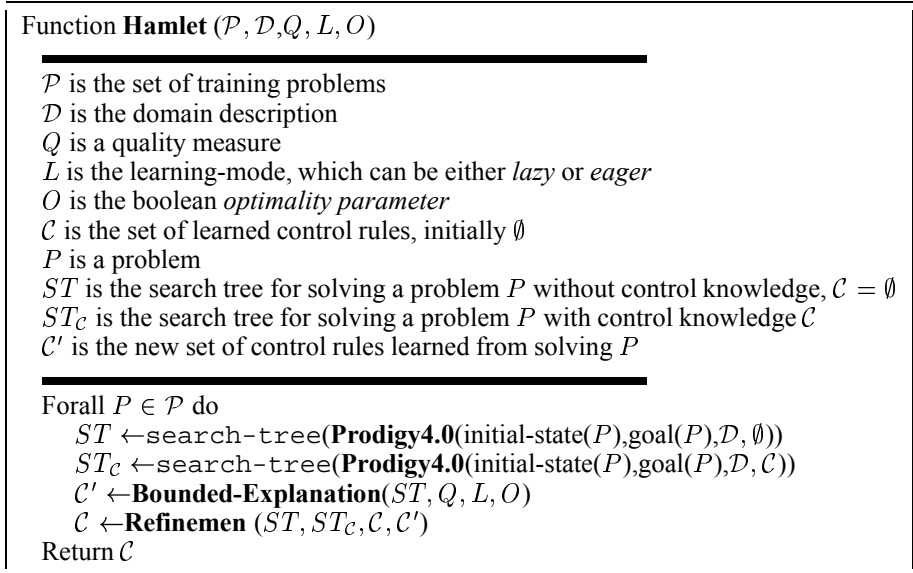 Function Hamlet (𝒫, 𝒟,Q, L, O)
𝒫 is the set of training problems
𝒟 is the domain description
Q is a quality measure
L is the learning-mode, which can be either lazy or eager
O is the boolean optimality parameter
𝒞 is the set of learned control rules, initially ∅
P is a problem
ST is the search tree for solving a problem P without control knowledge, 𝒞 = ∅
ST_𝒞 is the search tree for solving a problem P with control knowledge 𝒞
𝒞′ is the new set of control rules learned from solving P
Forall P ∈ 𝒫 do
ST ←search-tree(Prodigy4.0(initial-state(P),goal(P),𝒟, ∅))
ST_𝒞 ←search-tree(Prodigy4.0(initial-state(P),goal(P),𝒟, 𝒞))
𝒞′ ←Bounded-Explanation(ST, Q, L, O)
𝒞 ←Refinemen (ST, ST_𝒞, 𝒞, 𝒞′)
Return 𝒞